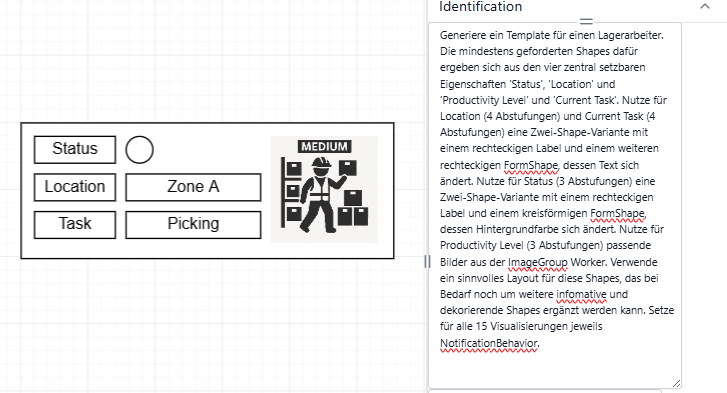 Identification
Status
Location
Zone A
Task
Picking
MEDIUM
Generiere ein Template für einen Lagerarbeiter.
Die mindestens geforderten Shapes dafür
ergeben sich aus den vier zentral setzbaren
Eigenschaften 'Status', 'Location' und
'Productivity Level' und 'Current Task'. Nutze für
Location (4 Abstufungen) und Current Task (4
Abstufungen) eine Zwei-Shape-Variante mit
einem rechteckigen Label und einem weiteren
rechteckigen FormShape, dessen Text sich
ändert. Nutze für Status (3 Abstufungen) eine
Zwei-Shape-Variante mit einem rechteckigen
Label und einem kreisförmigen FormShape,
dessen Hintergrundfarbe sich ändert. Nutze für
Productivity Level (3 Abstufungen) passende
Bilder aus der ImageGroup Worker. Verwende
ein sinnvolles Layout für diese Shapes, das bei
Bedarf noch um weitere infomative und
dekorierende Shapes ergänzt werden kann. Setze
für alle 15 Visualisierungen jeweils
NotificationBehavior.